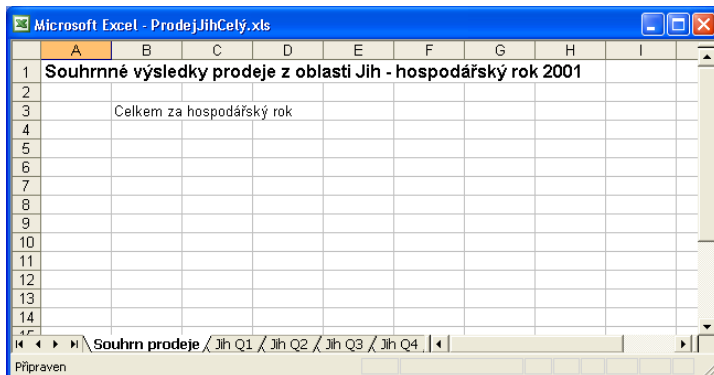 Microsoft Excel - ProdejJihCelý.xls
A B C D E F G H I
1 Souhrnné výsledky prodeje z oblasti Jih - hospodářský rok 2001
2
3 Celkem za hospodářský rok
4
5
6
7
8
9
10
11
12
13
14
15
Souhrn prodeje Jih Q1 Jih Q2 Jih Q3 Jih Q4
Připraven